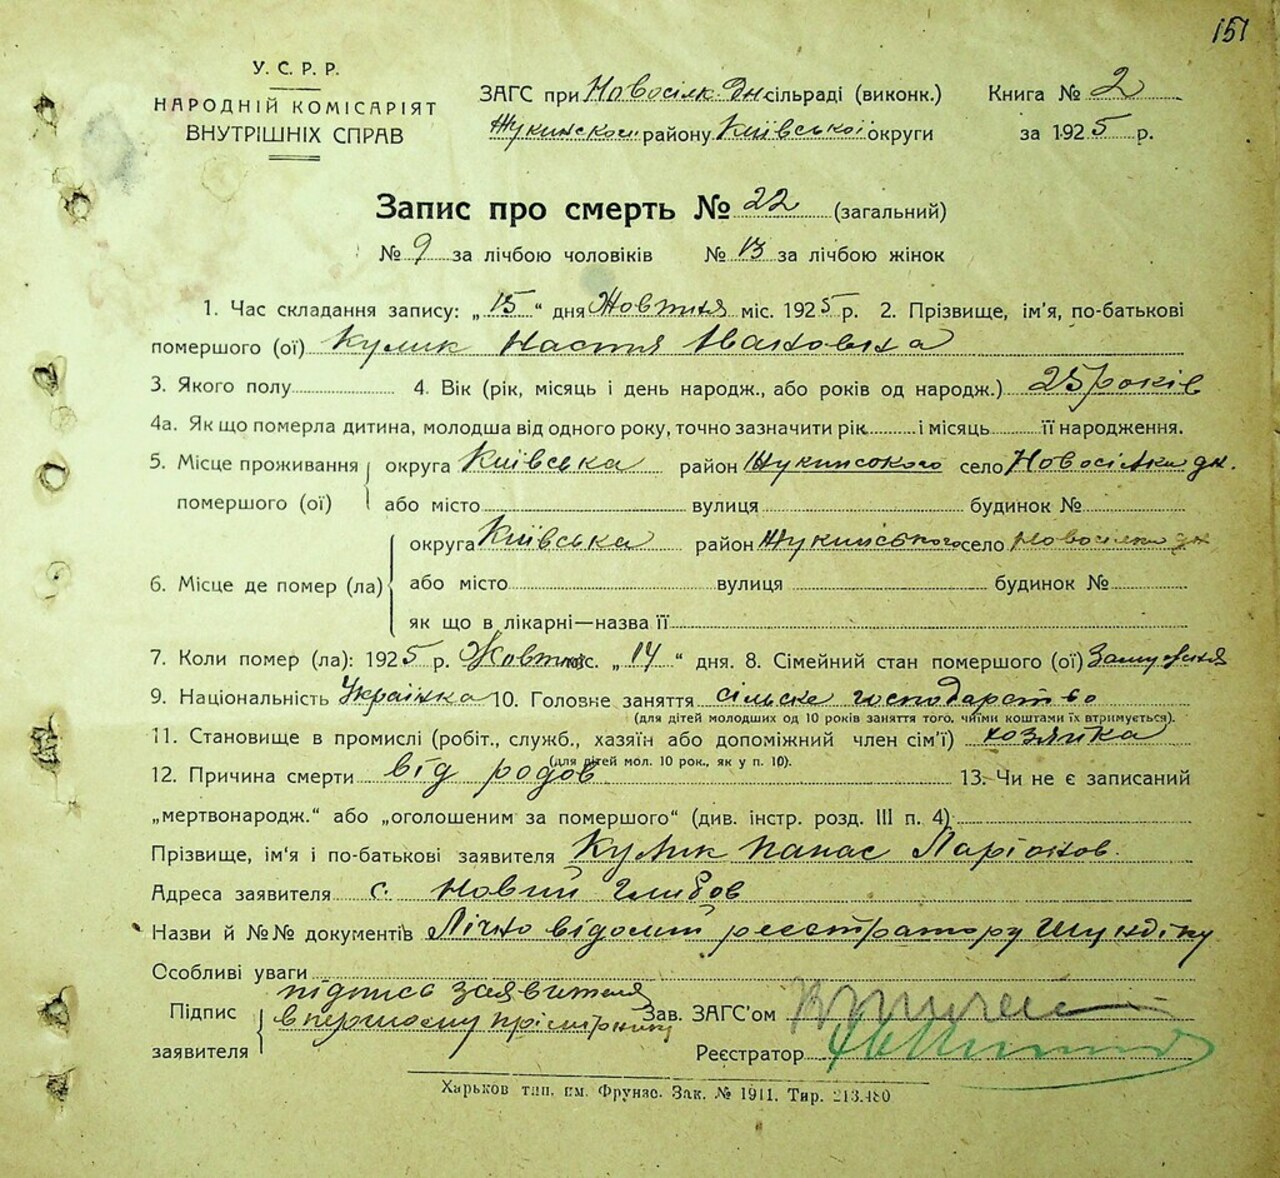 151
У. С. Р. Р.
НАРОДНІЙ КОМІСАРІЯТ
ВНУТРІШНІХ СПРАВ
ЗАГС при Новосілк. Дн. сільраді (виконк.)
Жукинськом району Київської округи
Книга № 2
за 1925 р.
Запис про смерть № 22 (загальний)
№ 9 за лічбою чоловіків № 13 за лічбою жінок
1. Час складання запису: „15“ дня Жовтня міс. 1925 р. 2. Прізвище, ім'я, по-батькові
помершого (ої) Кулик Настя Івановна
3. Якого полу 4. Вік (рік, місяць і день народж., або років од народж.) 25 років
4а. Як що померла дитина, молодша від одного року, точно зазначити рік і місяць її народження.
5. Місце проживання помершого (ої) округа Київська район Жукинського село Новосілки дн.
або місто вулиця будинок №
6. Місце де помер (ла) округа Київська район Жукинського село Новосілки дн
або місто вулиця будинок №
як що в лікарні—назва її
7. Коли помер (ла): 1925 р. Жовтня міс. „14“ дня. 8. Сімейний стан помершого (ої) Замужня
9. Національність Українка 10. Головне заняття сільске господарство
(для дітей молодших од 10 років заняття того, чиїми коштами їх втримується).
11. Становище в промислі (робіт., служб., хазяїн або допоміжний член сім'ї) хозяйка
(для дітей мол. 10 рок., як у п. 10).
12. Причина смерти від родов 13. Чи не є записаний
„мертвонародж.“ або „оголошеним за помершого“ (див. інстр. розд. III п. 4)
Прізвище, ім'я і по-батькові заявителя Кулик Панас Ларіонов.
Адреса заявителя с. Новий Глибов
Назви й №№ документів Лічно відомий реєстратору Шундіку
Особливі уваги
Підпис заявителя підпись заявителя
в першому прімірнику
Зав. ЗАГС'ом
Реєстратор
Харьков тип. им. Фрунзе. Зак. № 1911. Тир. 213.480